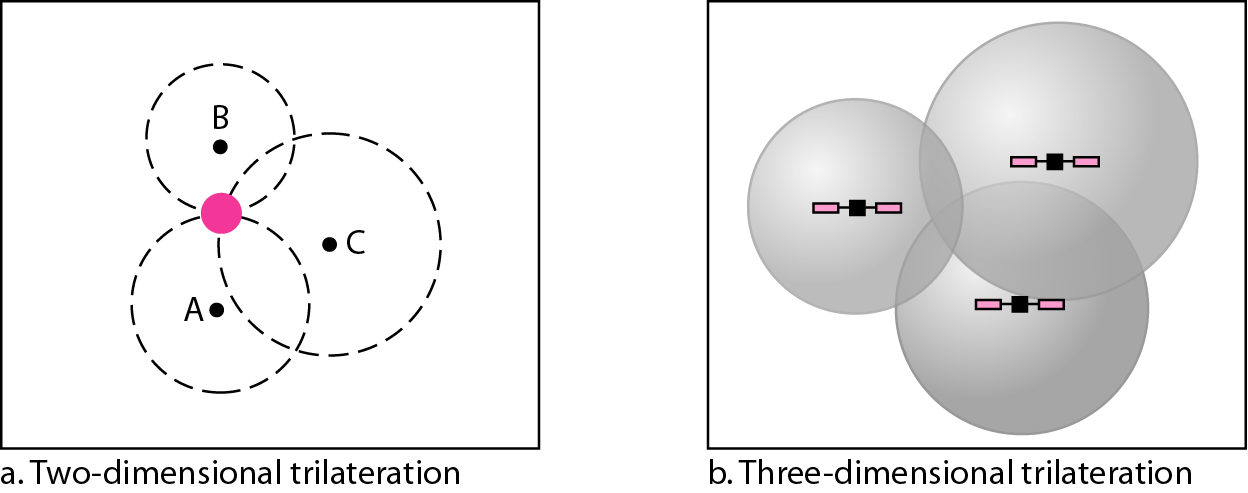 B
C
A
a. Two-dimensional trilateration
b. Three-dimensional trilateration